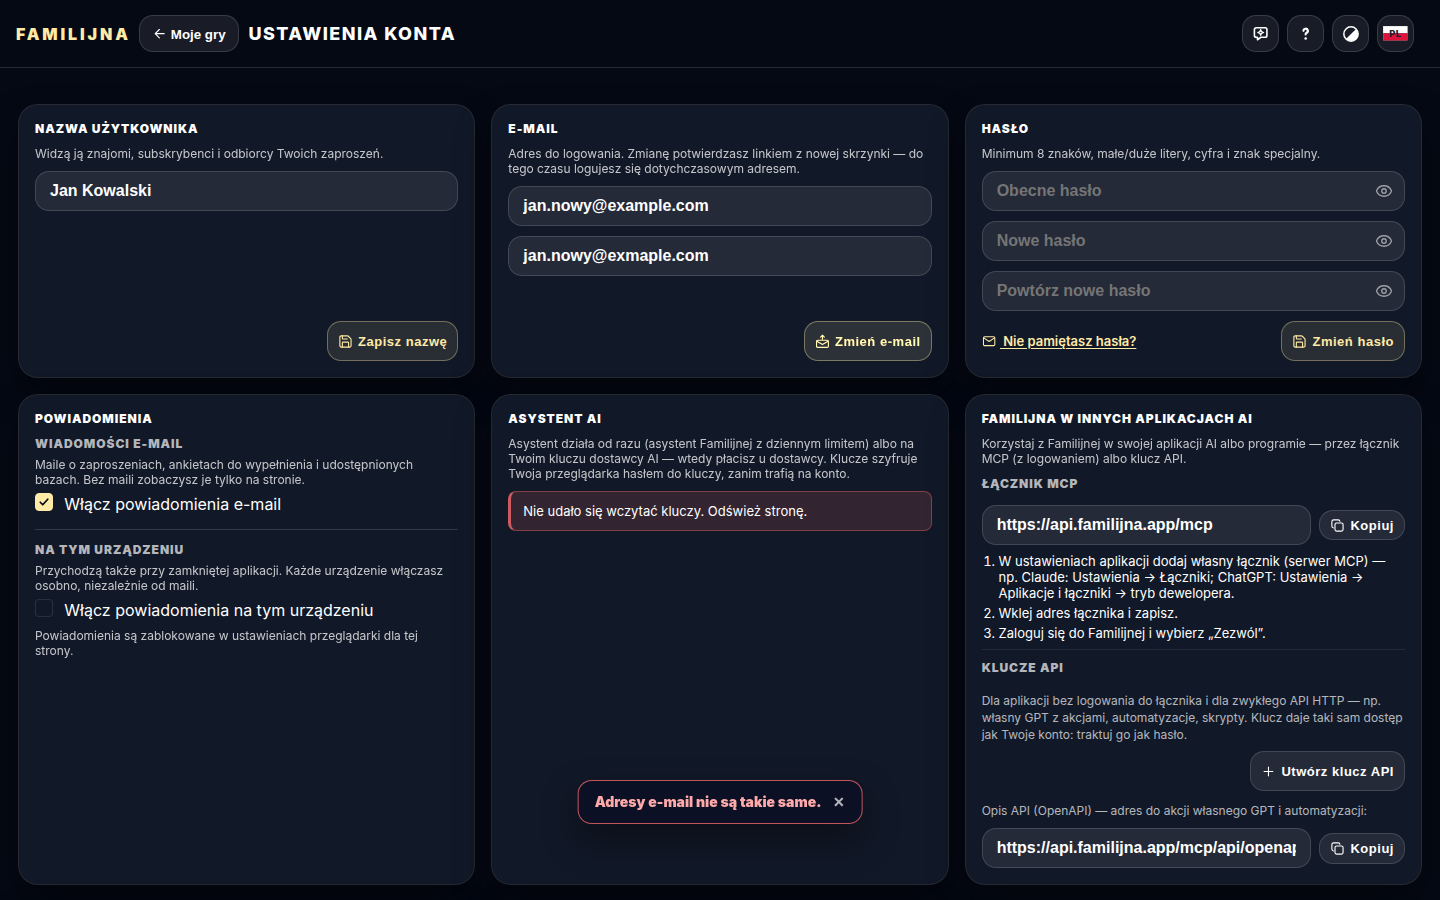 FAMILIJNA
Moje gry
USTAWIENIA KONTA
?
PL
NAZWA UŻYTKOWNIKA
Widzą ją znajomi, subskrybenci i odbiorcy Twoich zaproszeń.
Jan Kowalski
Zapisz nazwę
E-MAIL
Adres do logowania. Zmianę potwierdzasz linkiem z nowej skrzynki — do
tego czasu logujesz się dotychczasowym adresem.
jan.nowy@example.com
jan.nowy@exmaple.com
Zmień e-mail
HASŁO
Minimum 8 znaków, małe/duże litery, cyfra i znak specjalny.
Obecne hasło
Nowe hasło
Powtórz nowe hasło
Nie pamiętasz hasła?
Zmień hasło
POWIADOMIENIA
WIADOMOŚCI E-MAIL
Maile o zaproszeniach, ankietach do wypełnienia i udostępnionych
bazach. Bez maili zobaczysz je tylko na stronie.
Włącz powiadomienia e-mail
NA TYM URZĄDZENIU
Przychodzą także przy zamkniętej aplikacji. Każde urządzenie włączasz
osobno, niezależnie od maili.
Włącz powiadomienia na tym urządzeniu
Powiadomienia są zablokowane w ustawieniach przeglądarki dla tej
strony.
ASYSTENT AI
Asystent działa od razu (asystent Familijnej z dziennym limitem) albo na
Twoim kluczu dostawcy AI — wtedy płacisz u dostawcy. Klucze szyfruje
Twoja przeglądarka hasłem do kluczy, zanim trafią na konto.
Nie udało się wczytać kluczy. Odśwież stronę.
Adresy e-mail nie są takie same. ✕
FAMILIJNA W INNYCH APLIKACJACH AI
Korzystaj z Familijnej w swojej aplikacji AI albo programie — przez łącznik
MCP (z logowaniem) albo klucz API.
ŁĄCZNIK MCP
https://api.familijna.app/mcp
Kopiuj
1. W ustawieniach aplikacji dodaj własny łącznik (serwer MCP) —
np. Claude: Ustawienia → Łączniki; ChatGPT: Ustawienia →
Aplikacje i łączniki → tryb dewelopera.
2. Wklej adres łącznika i zapisz.
3. Zaloguj się do Familijnej i wybierz „Zezwól”.
KLUCZE API
Dla aplikacji bez logowania do łącznika i dla zwykłego API HTTP — np.
własny GPT z akcjami, automatyzacje, skrypty. Klucz daje taki sam dostęp
jak Twoje konto: traktuj go jak hasło.
Utwórz klucz API
Opis API (OpenAPI) — adres do akcji własnego GPT i automatyzacji:
https://api.familijna.app/mcp/api/openap
Kopiuj